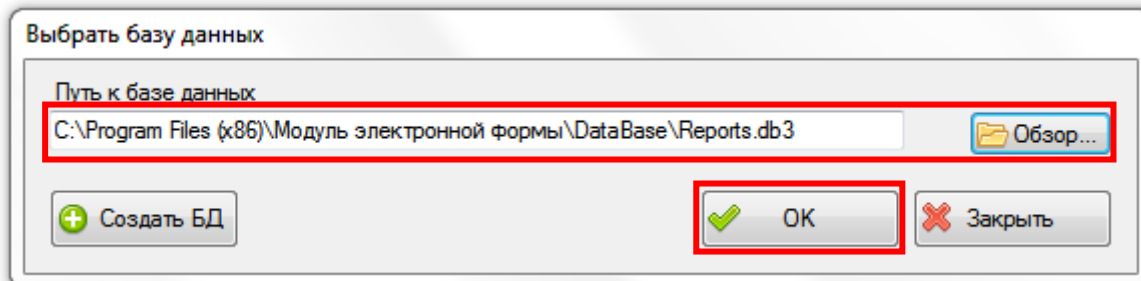 Выбрать базу данных
Путь к базе данных
C:\Program Files (x86)\Модуль электронной формы\DataBase\Reports.db3
Обзор...
Создать БД
OK
Закрыть